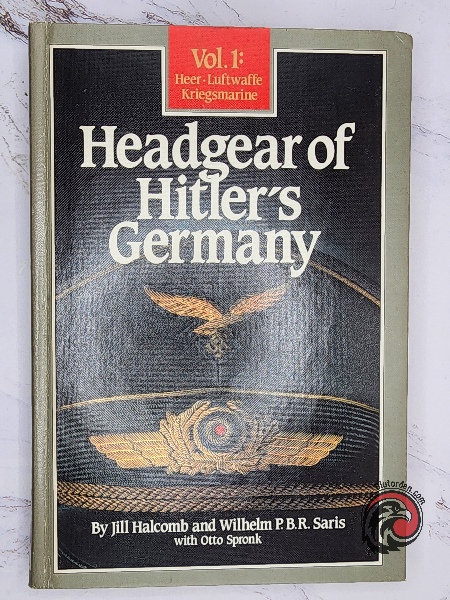 Vol. 1:
Heer · Luftwaffe
Kriegsmarine
Headgear of
Hitler's
Germany
By Jill Halcomb and Wilhelm P.B.R. Saris
with Otto Spronk